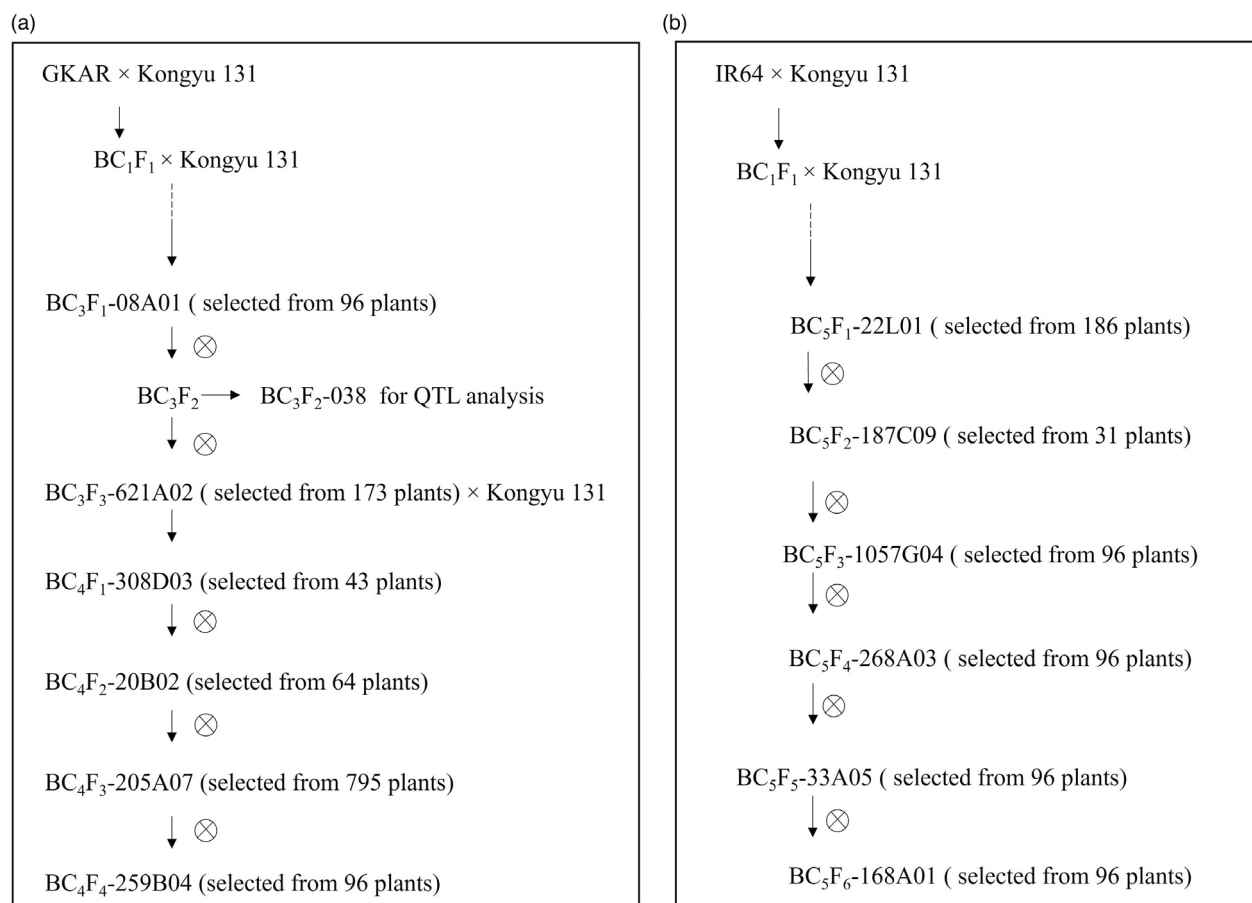 (a)
GKAR × Kongyu 131
BC₁F₁ × Kongyu 131
BC₃F₁-08A01 ( selected from 96 plants)
BC₃F₂ BC₃F₂-038 for QTL analysis
BC₃F₃-621A02 ( selected from 173 plants) × Kongyu 131
BC₄F₁-308D03 (selected from 43 plants)
BC₄F₂-20B02 (selected from 64 plants)
BC₄F₃-205A07 (selected from 795 plants)
BC₄F₄-259B04 (selected from 96 plants)
(b)
IR64 × Kongyu 131
BC₁F₁ × Kongyu 131
BC₅F₁-22L01 ( selected from 186 plants)
BC₅F₂-187C09 ( selected from 31 plants)
BC₅F₃-1057G04 ( selected from 96 plants)
BC₅F₄-268A03 ( selected from 96 plants)
BC₅F₅-33A05 ( selected from 96 plants)
BC₅F₆-168A01 ( selected from 96 plants)